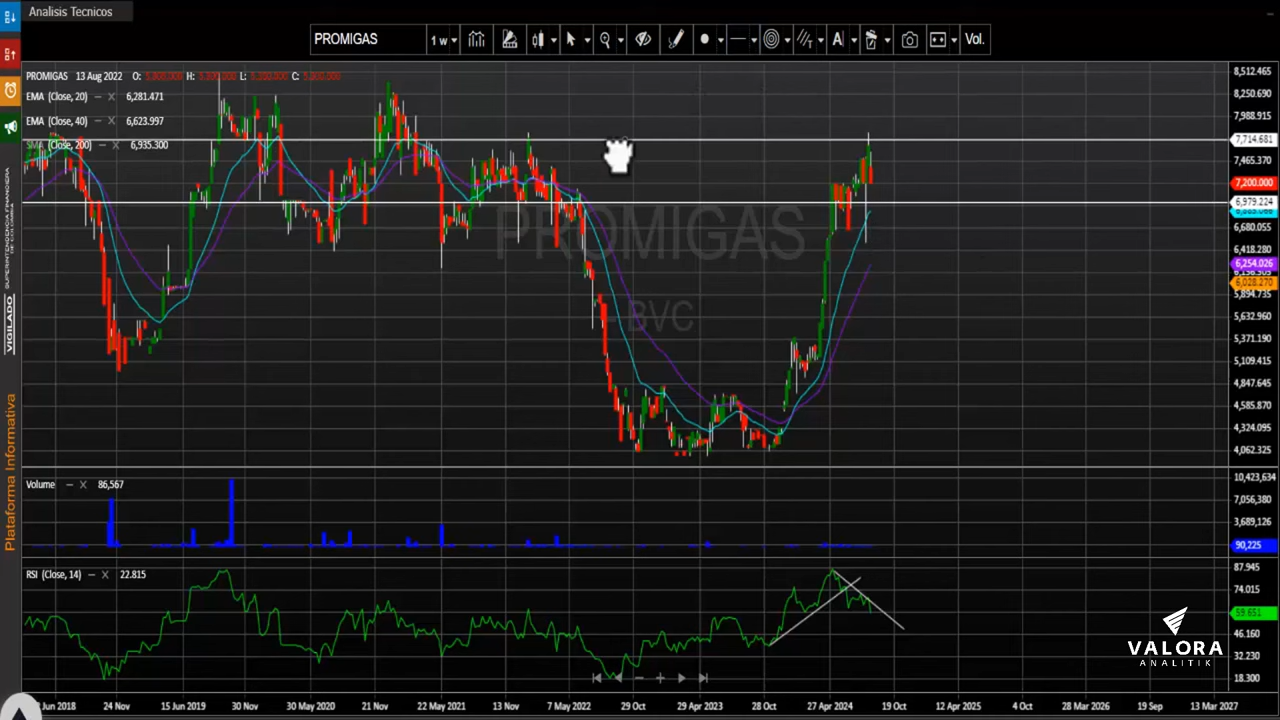 Analisis Tecnicos
PROMIGAS
1 w
A
Vol.
PROMIGAS 13 Aug 2022 O: H: L: C:
EMA (Close, 20) — X 6,281.471
EMA (Close, 40) — X 6,623.997
SMA (Close, 200) — X 6,935.300
8,512.465
8,250.690
7,988.915
7,714.681
7,465.370
7,200.000
6,979.224
6,680.055
6,418.280
6,254.026
6,028.270
5,894.735
5,632.960
5,371.190
5,109.415
4,847.645
4,585.870
4,324.095
4,062.325
PROMIGAS
BVC
VIGILADO
Plataforma Informativa
Volume — X 86,567
10,423,634
7,056,380
3,689,126
90,225
RSI (Close, 14) — X 22.815
87.945
74.015
59.651
46.160
32.230
18.300
VALORA
ANALITIK
Jun 2018 24 Nov 15 Jun 2019 30 Nov 30 May 2020 21 Nov 22 May 2021 13 Nov 7 May 2022 29 Oct 29 Apr 2023 28 Oct 27 Apr 2024 19 Oct 12 Apr 2025 4 Oct 28 Mar 2026 19 Sep 13 Mar 2027